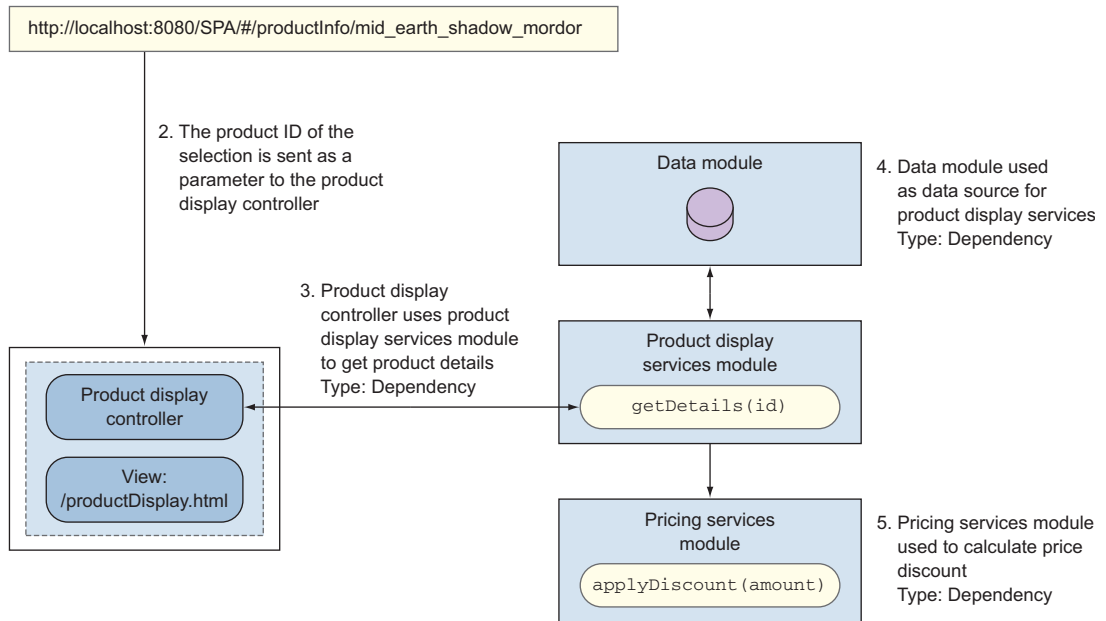 http://localhost:8080/SPA/#/productInfo/mid_earth_shadow_mordor
2. The product ID of the
selection is sent as a
parameter to the product
display controller
Data module
4. Data module used
as data source for
product display services
Type: Dependency
3. Product display
controller uses product
display services module
to get product details
Type: Dependency
Product display
services module
getDetails(id)
Product display
controller
View:
/productDisplay.html
Pricing services
module
applyDiscount(amount)
5. Pricing services module
used to calculate price
discount
Type: Dependency